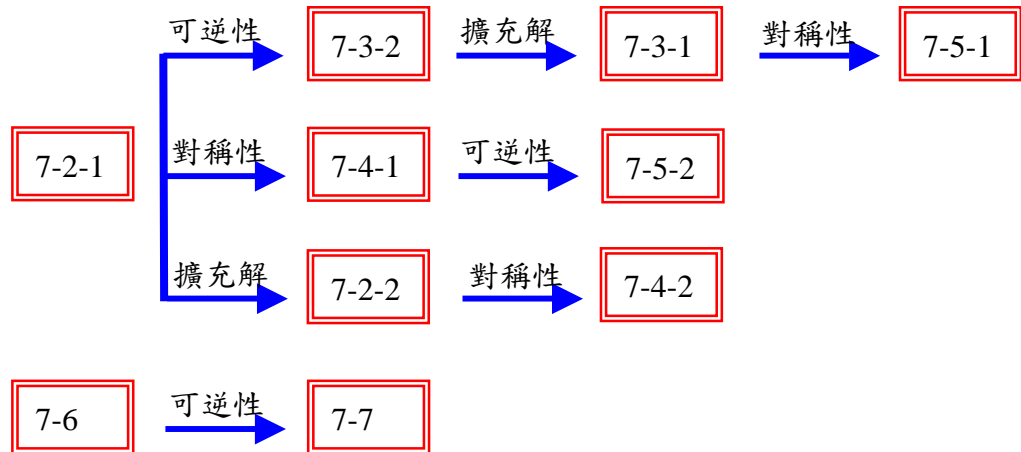 可逆性 擴充解 對稱性
7-3-2 7-3-1 7-5-1
對稱性 可逆性
7-2-1 7-4-1 7-5-2
擴充解 對稱性
7-2-2 7-4-2
可逆性
7-6 7-7